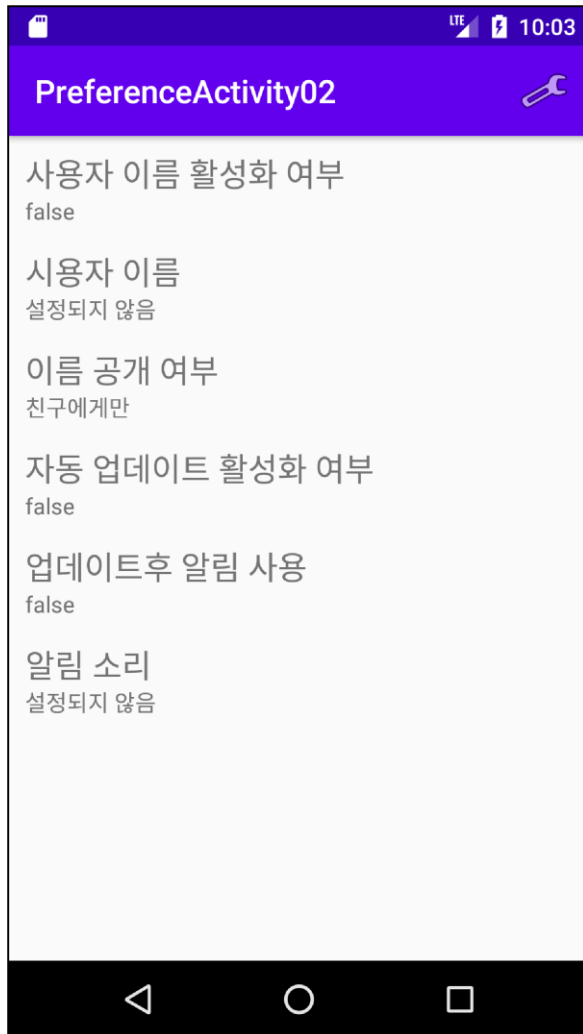 LTE 10:03
PreferenceActivity02
사용자 이름 활성화 여부
false
시용자 이름
설정되지 않음
이름 공개 여부
친구에게만
자동 업데이트 활성화 여부
false
업데이트후 알림 사용
false
알림 소리
설정되지 않음